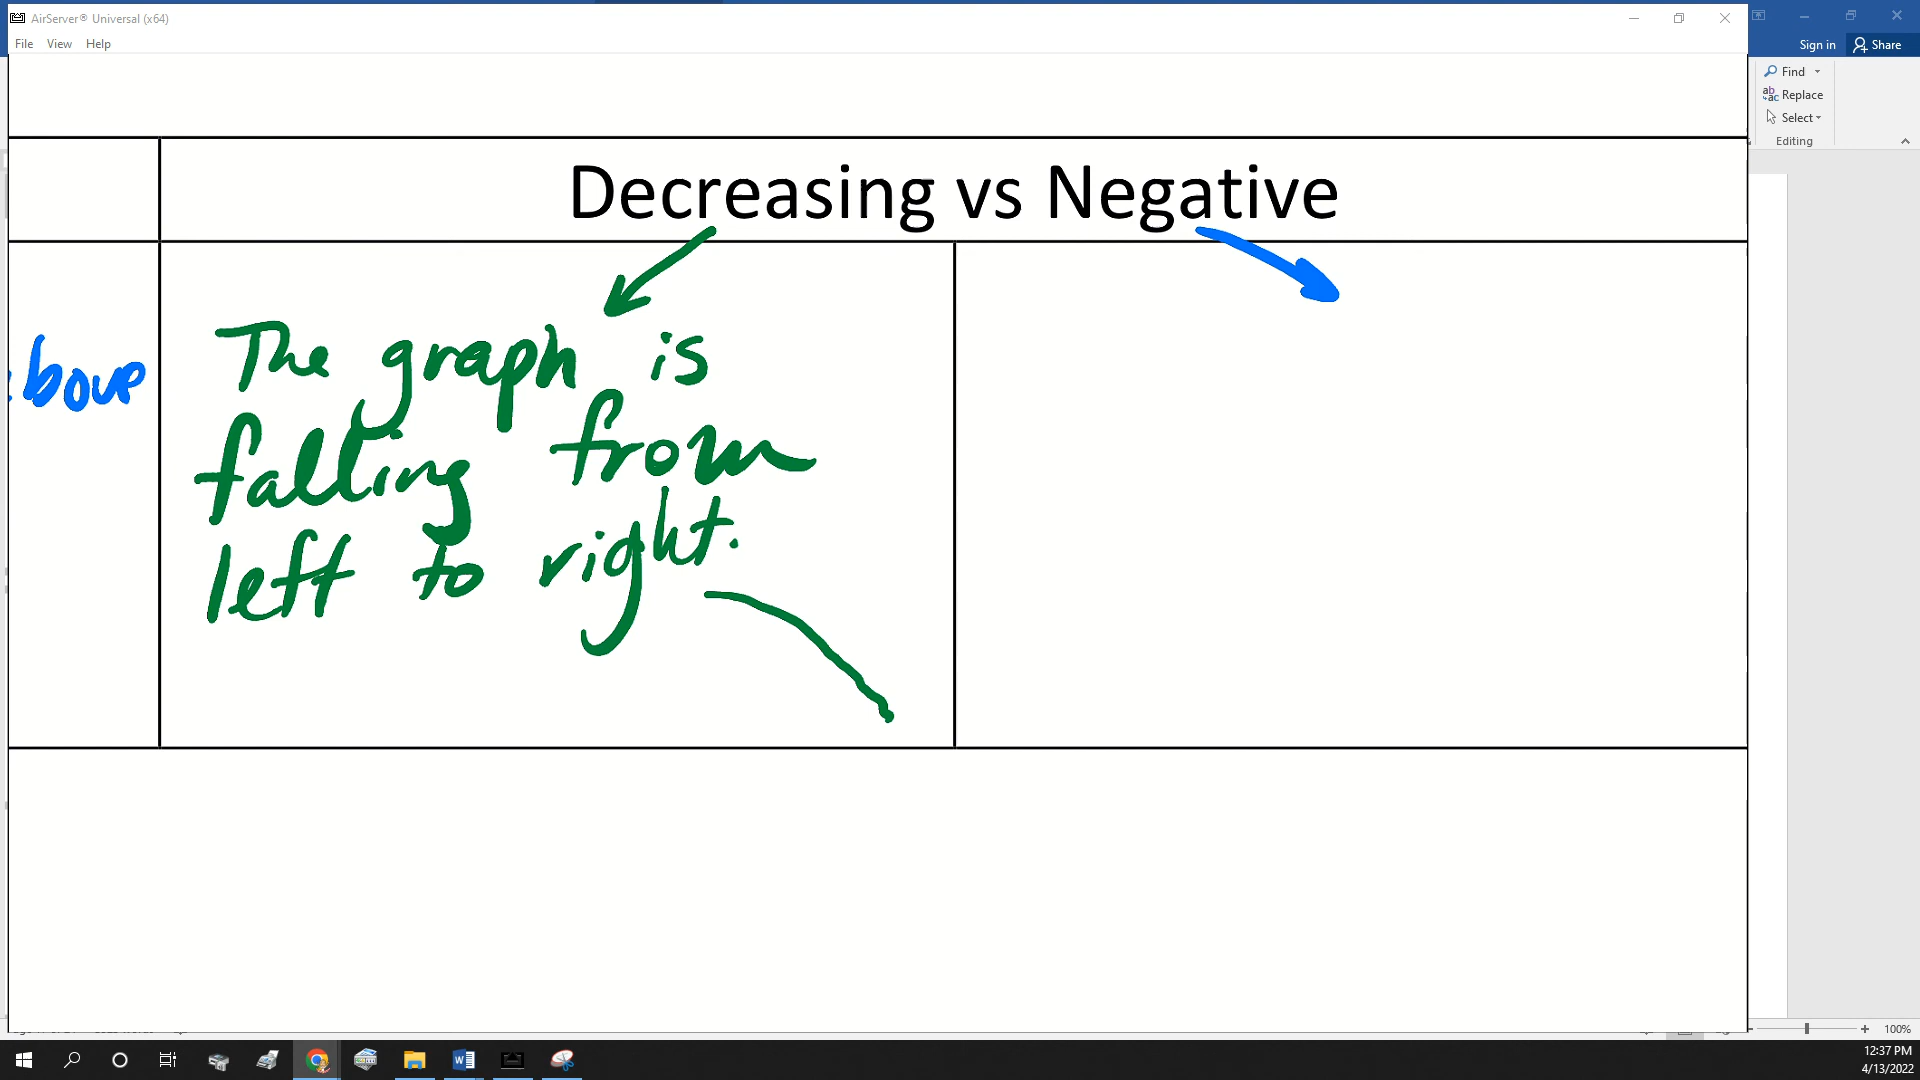 AirServer® Universal (x64)
File View Help
Sign in Share
Find
Replace
Select
Editing
Decreasing vs Negative
The graph is
falling from
left to right.
bove
100%
12:37 PM
4/13/2022